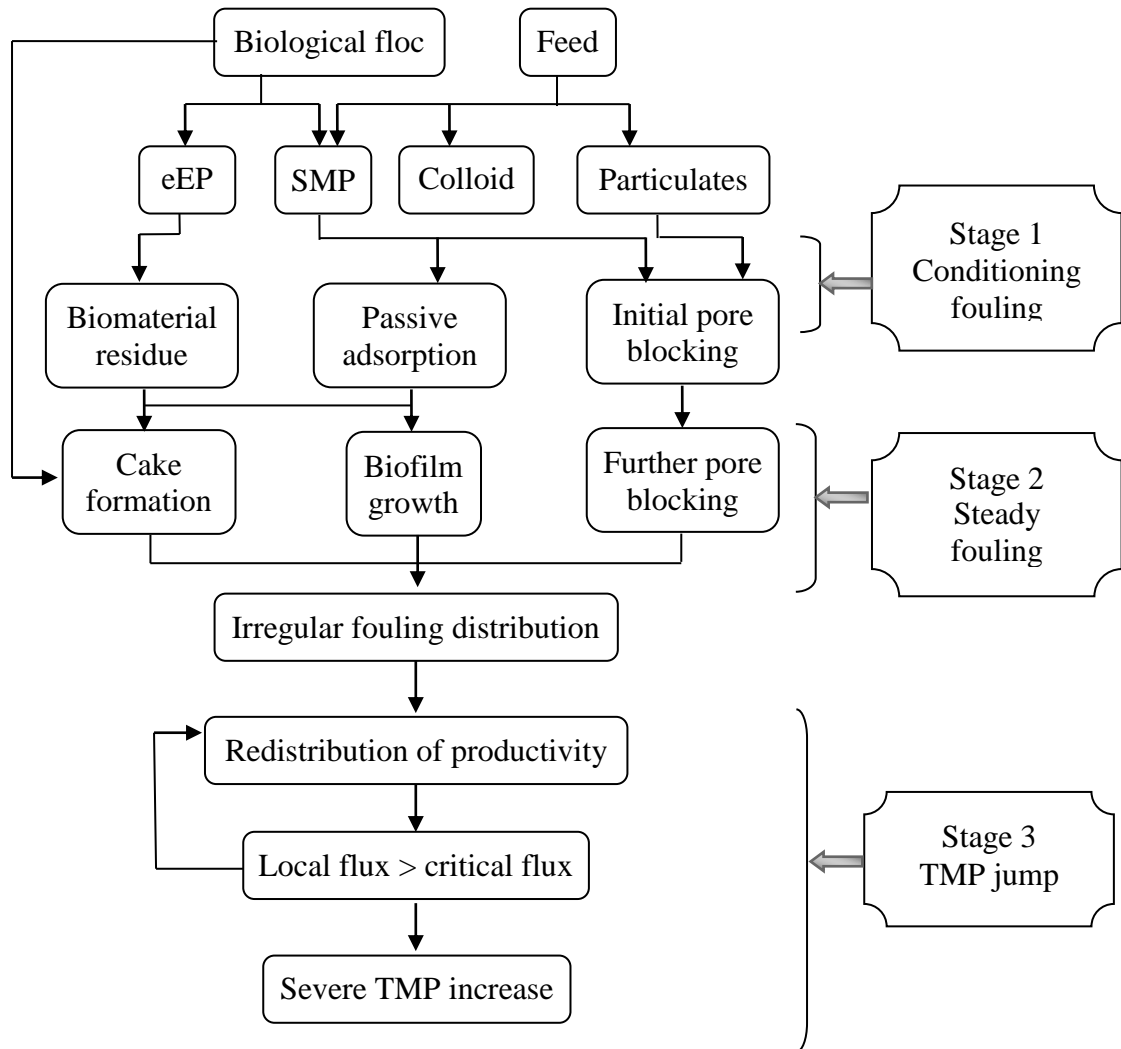 Biological floc
Feed
eEP
SMP
Colloid
Particulates
Stage 1
Conditioning
fouling
Biomaterial
residue
Passive
adsorption
Initial pore
blocking
Cake
formation
Biofilm
growth
Further pore
blocking
Stage 2
Steady
fouling
Irregular fouling distribution
Redistribution of productivity
Local flux > critical flux
Stage 3
TMP jump
Severe TMP increase